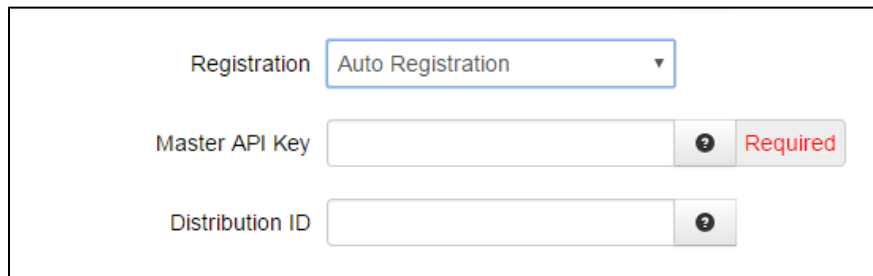 Registration Auto Registration
Master API Key Required
Distribution ID